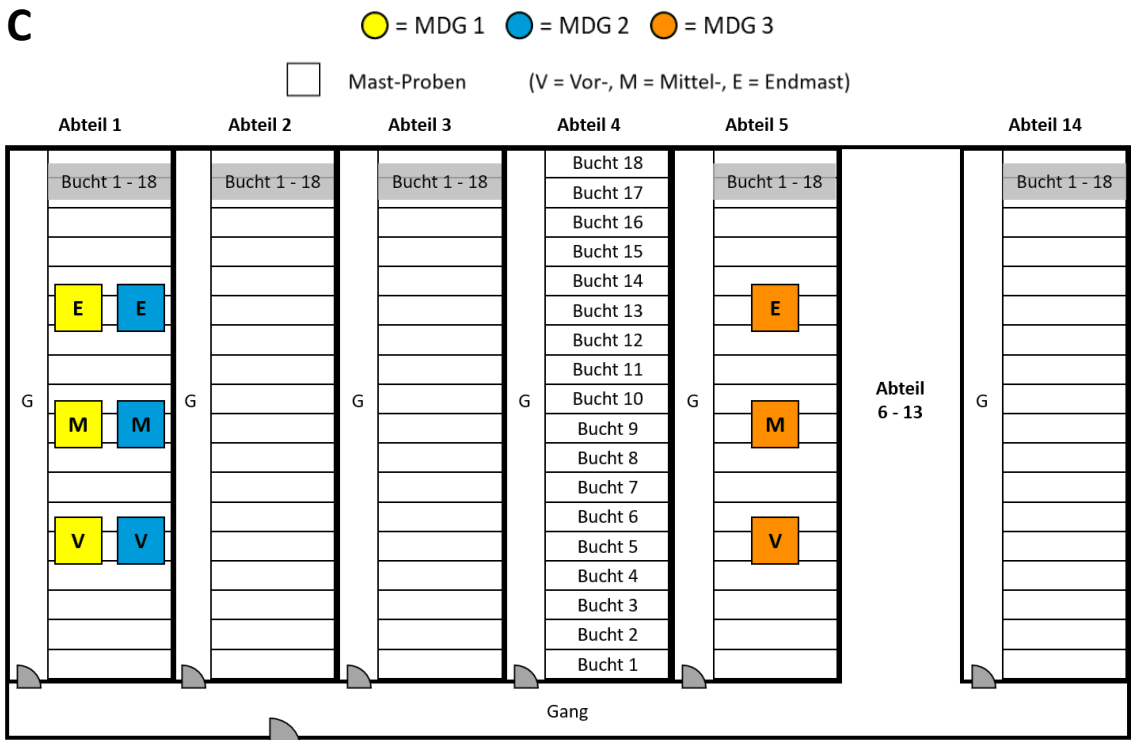 C
= MDG 1 = MDG 2 = MDG 3
Mast-Proben (V = Vor-, M = Mittel-, E = Endmast)
Abteil 1 Abteil 2 Abteil 3 Abteil 4 Abteil 5 Abteil 14
Bucht 18
Bucht 1 - 18 Bucht 1 - 18 Bucht 1 - 18 Bucht 1 - 18 Bucht 1 - 18
Bucht 17
Bucht 16
Bucht 15
Bucht 14
E E Bucht 13 E
Bucht 12
Bucht 11
G G G G Bucht 10 G Abteil G
6 - 13
M M Bucht 9 M
Bucht 8
Bucht 7
Bucht 6
V V Bucht 5 V
Bucht 4
Bucht 3
Bucht 2
Bucht 1
Gang